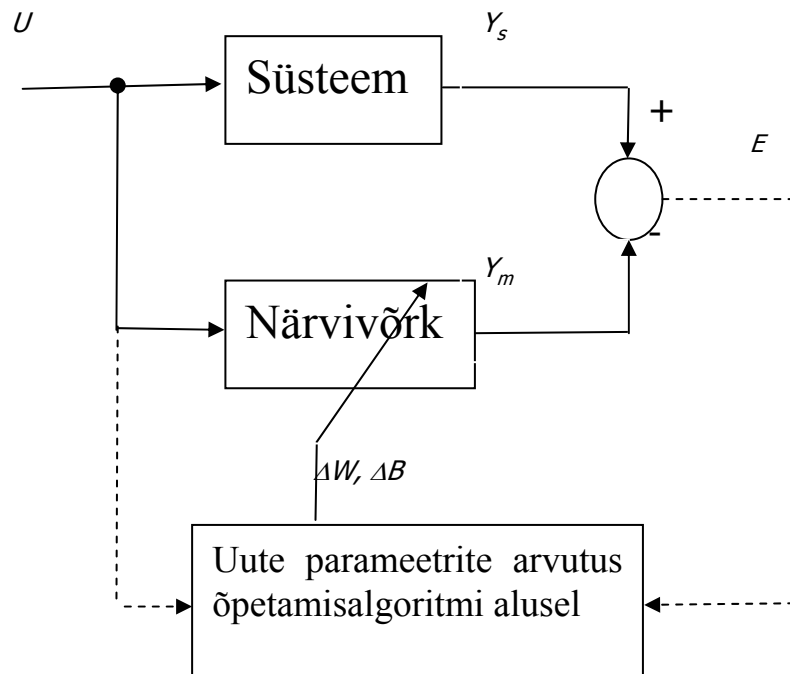 U
Y_s
Süsteem
+
E
-
Y_m
Närvivõrk
ΔW, ΔB
Uute parameetrite arvutus
õpetamisalgoritmi alusel